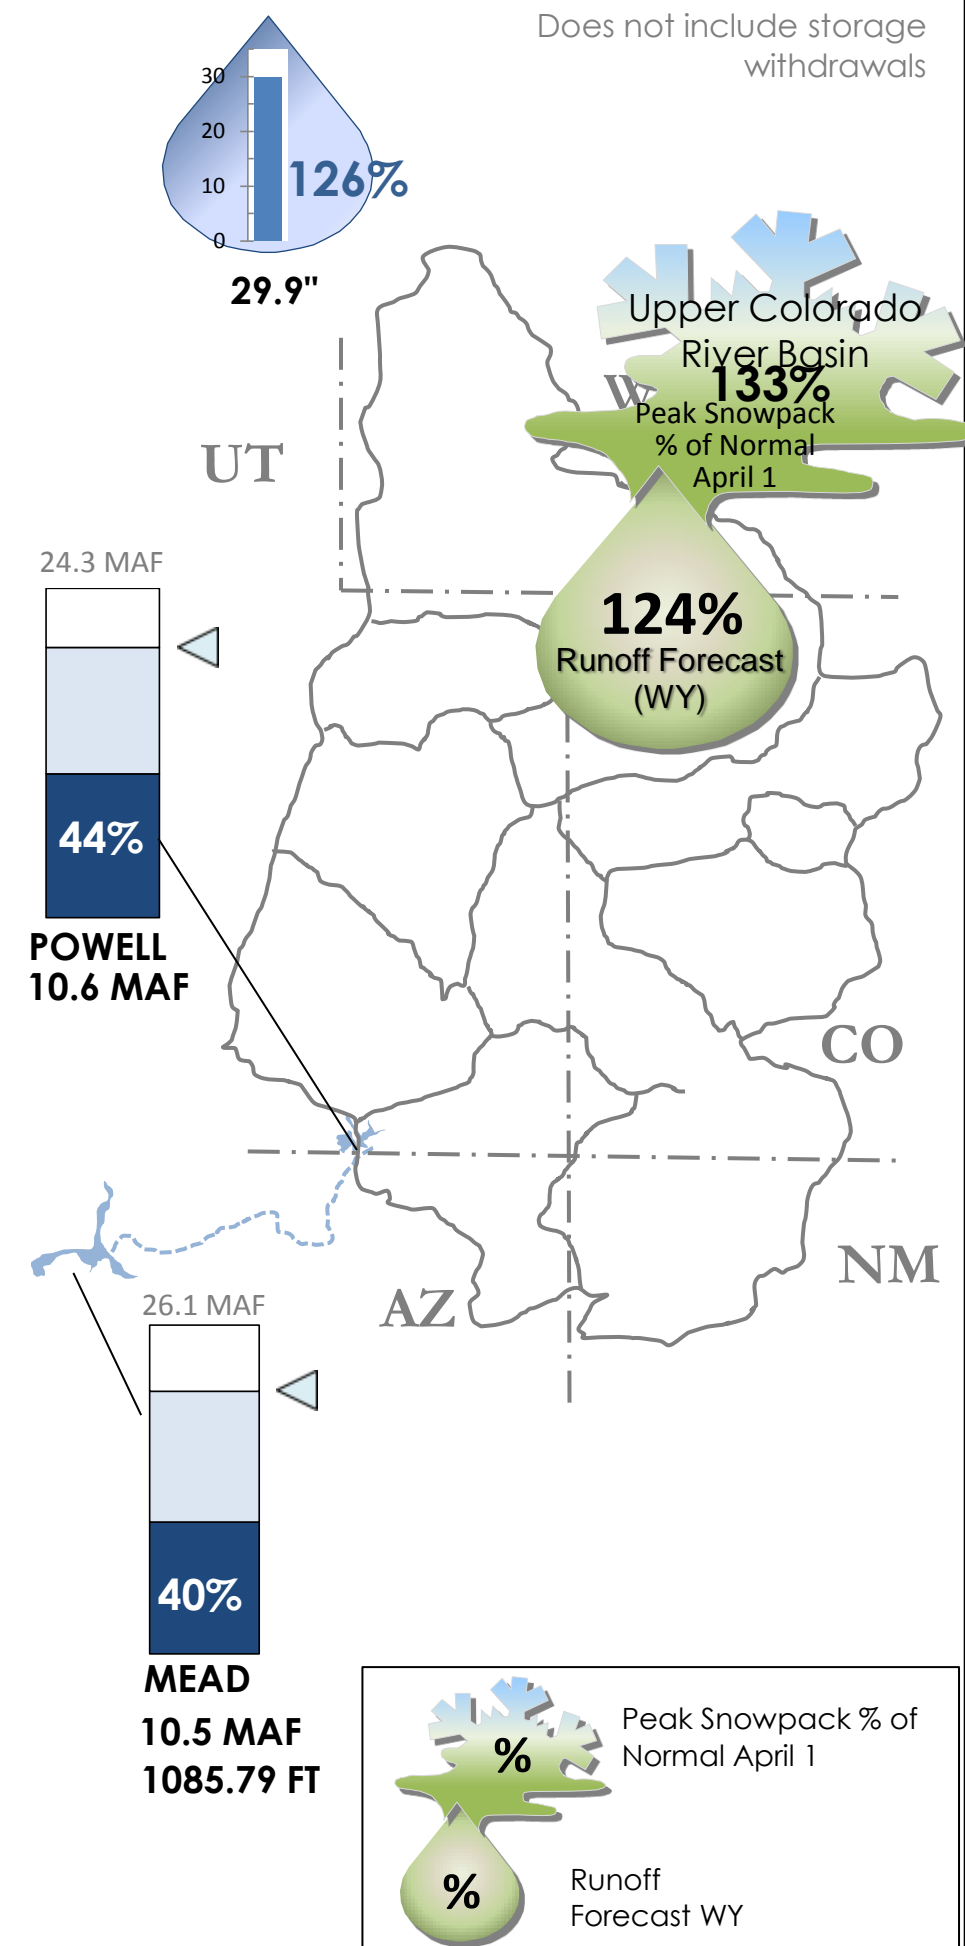 Does not include storage
withdrawals
30
20
10
0
126%
29.9"
Upper Colorado
River Basin
133%
Peak Snowpack
% of Normal
April 1
UT
24.3 MAF
124%
Runoff Forecast
(WY)
44%
POWELL
10.6 MAF
CO
NM
AZ
26.1 MAF
40%
MEAD
10.5 MAF
1085.79 FT
%
Peak Snowpack % of
Normal April 1
%
Runoff
Forecast WY